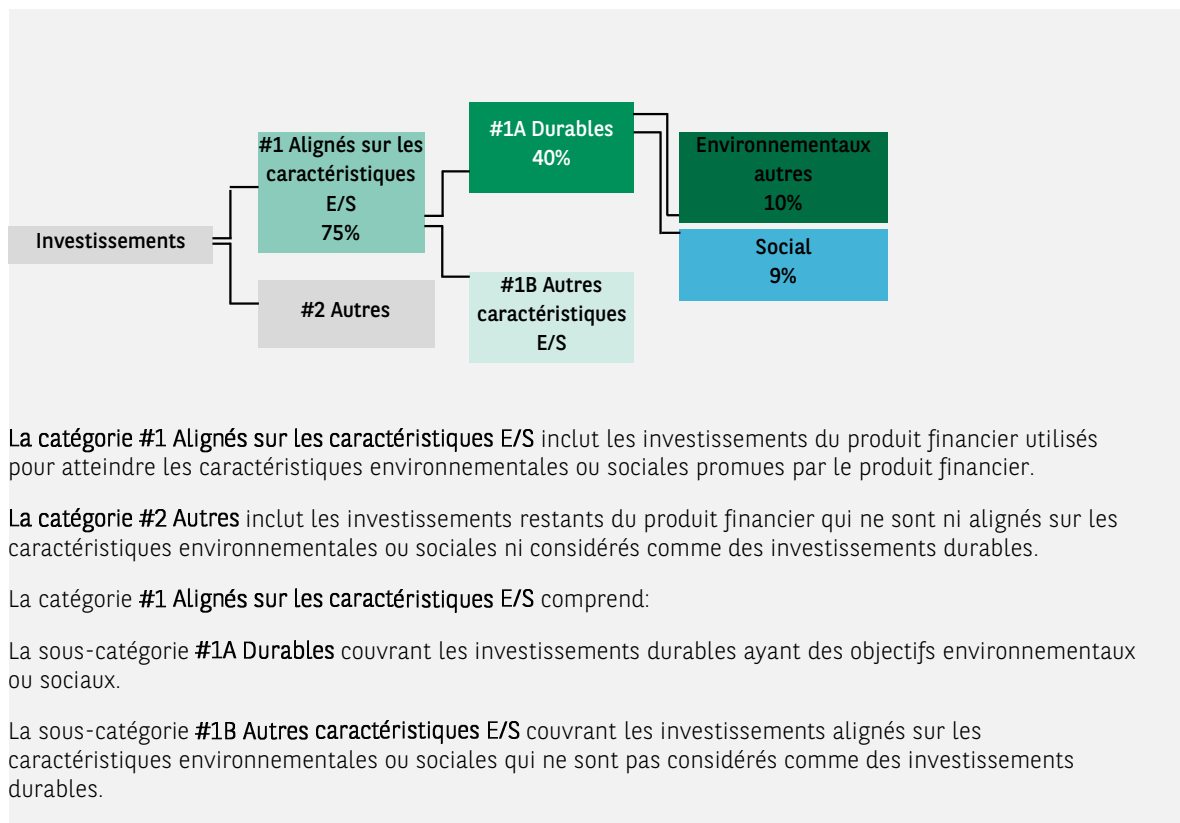 Investissements
#1 Alignés sur les
caractéristiques
E/S
75%
#2 Autres
#1A Durables
40%
#1B Autres
caractéristiques
E/S
Environnementaux
autres
10%
Social
9%
La catégorie #1 Alignés sur les caractéristiques E/S inclut les investissements du produit financier utilisés
pour atteindre les caractéristiques environnementales ou sociales promues par le produit financier.
La catégorie #2 Autres inclut les investissements restants du produit financier qui ne sont ni alignés sur les
caractéristiques environnementales ou sociales ni considérés comme des investissements durables.
La catégorie #1 Alignés sur les caractéristiques E/S comprend:
La sous-catégorie #1A Durables couvrant les investissements durables ayant des objectifs environnementaux
ou sociaux.
La sous-catégorie #1B Autres caractéristiques E/S couvrant les investissements alignés sur les
caractéristiques environnementales ou sociales qui ne sont pas considérés comme des investissements
durables.